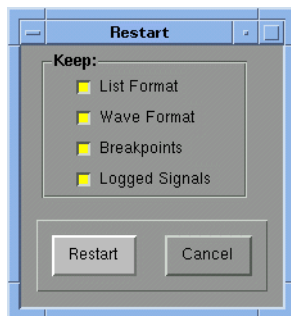 Restart
Keep:
List Format
Wave Format
Breakpoints
Logged Signals
Restart Cancel